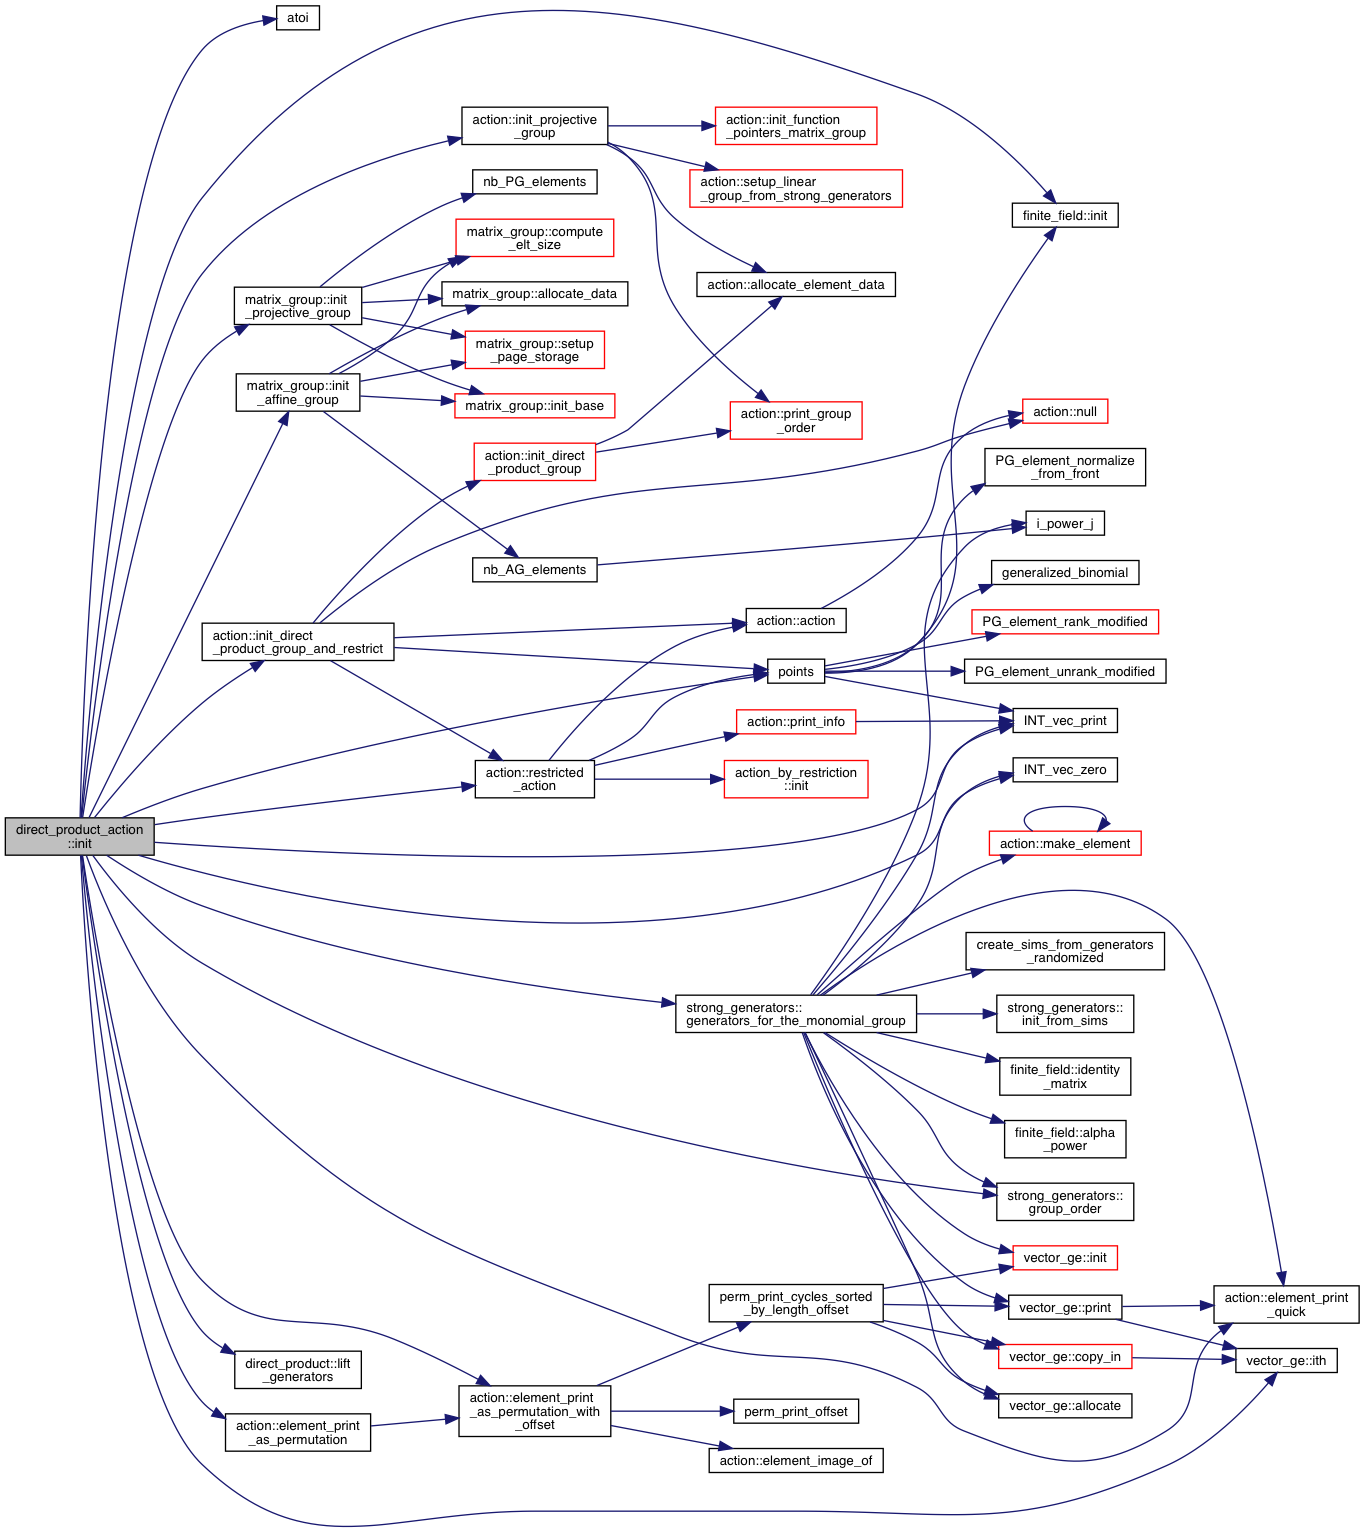 atoi
action::init_projective
_group
action::init_function
_pointers_matrix_group
nb_PG_elements
action::setup_linear
_group_from_strong_generators
finite_field::init
matrix_group::compute
_elt_size
matrix_group::init
_projective_group
matrix_group::allocate_data
action::allocate_element_data
matrix_group::setup
_page_storage
matrix_group::init
_affine_group
matrix_group::init_base
action::print_group
_order
action::null
action::init_direct
_product_group
PG_element_normalize
_from_front
i_power_j
nb_AG_elements
generalized_binomial
action::init_direct
_product_group_and_restrict
action::action
PG_element_rank_modified
points
PG_element_unrank_modified
action::print_info
INT_vec_print
action::restricted
_action
action_by_restriction
::init
INT_vec_zero
direct_product_action
::init
action::make_element
create_sims_from_generators
_randomized
strong_generators::
generators_for_the_monomial_group
strong_generators::
init_from_sims
finite_field::identity
_matrix
finite_field::alpha
_power
strong_generators::
group_order
vector_ge::init
perm_print_cycles_sorted
_by_length_offset
vector_ge::print
action::element_print
_quick
direct_product::lift
_generators
vector_ge::copy_in
vector_ge::ith
action::element_print
_as_permutation_with
_offset
perm_print_offset
vector_ge::allocate
action::element_print
_as_permutation
action::element_image_of